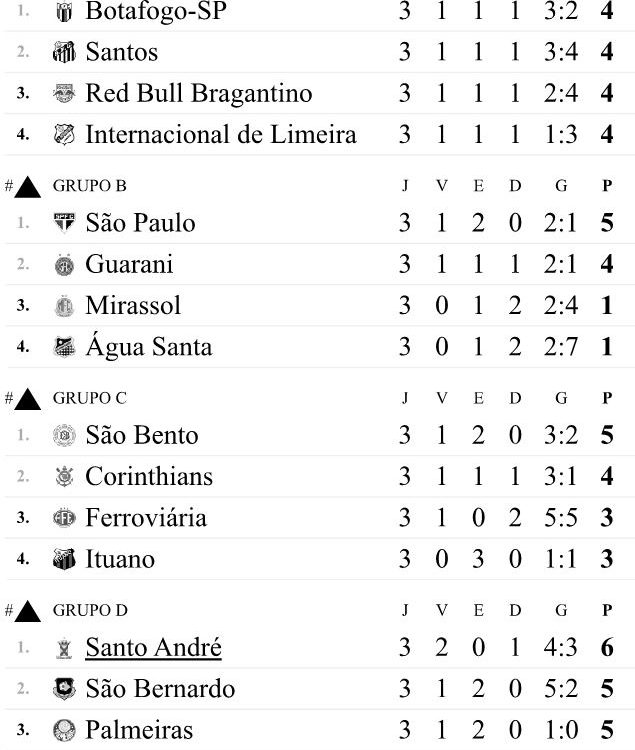 1. Botafogo-SP 3 1 1 1 3:2 4
2. Santos 3 1 1 1 3:4 4
3. Red Bull Bragantino 3 1 1 1 2:4 4
4. Internacional de Limeira 3 1 1 1 1:3 4
# GRUPO B J V E D G P
1. São Paulo 3 1 2 0 2:1 5
2. Guarani 3 1 1 1 2:1 4
3. Mirassol 3 0 1 2 2:4 1
4. Água Santa 3 0 1 2 2:7 1
# GRUPO C J V E D G P
1. São Bento 3 1 2 0 3:2 5
2. Corinthians 3 1 1 1 3:1 4
3. Ferroviária 3 1 0 2 5:5 3
4. Ituano 3 0 3 0 1:1 3
# GRUPO D J V E D G P
1. Santo André 3 2 0 1 4:3 6
2. São Bernardo 3 1 2 0 5:2 5
3. Palmeiras 3 1 2 0 1:0 5